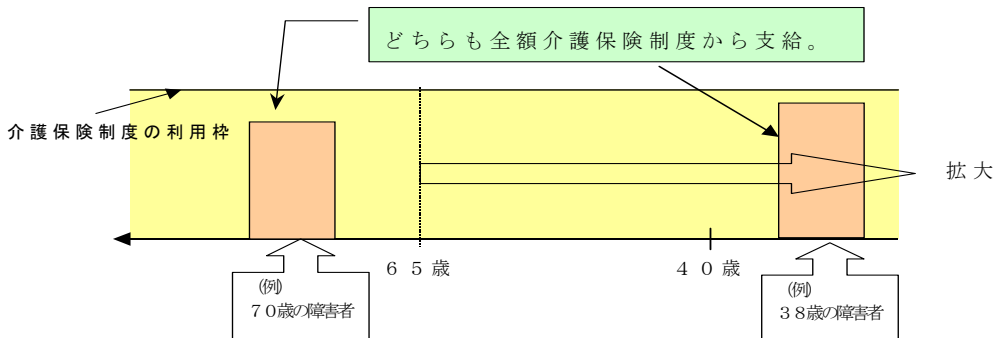 どちらも全額介護保険制度から支給。
介護保険制度の利用枠
拡大
６５歳
４０歳
(例)
７０歳の障害者
(例)
３８歳の障害者